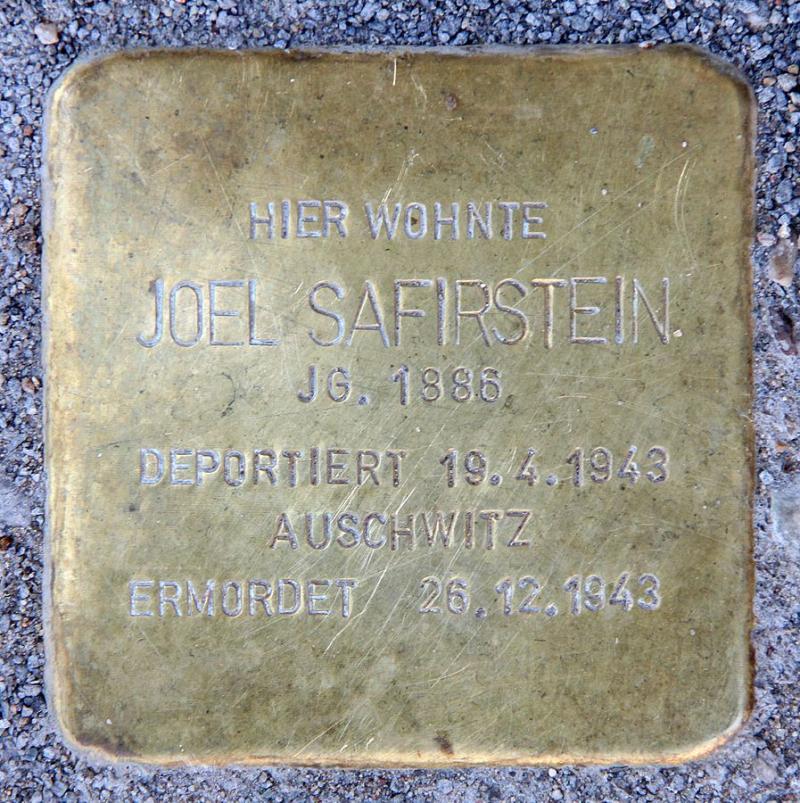 HIER WOHNTE
JOEL SAFIRSTEIN
JG. 1886
DEPORTIERT 19.4.1943
AUSCHWITZ
ERMORDET 26.12.1943